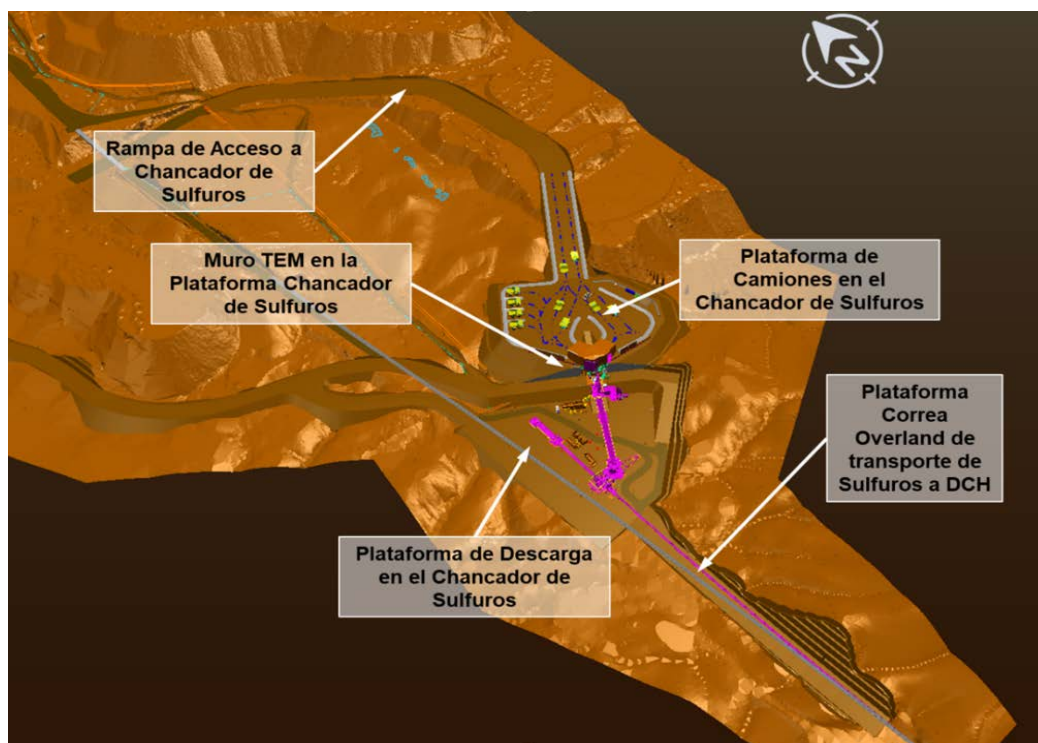 N
Rampa de Acceso a
Chancador de
Sulfuros
Muro TEM en la
Plataforma Chancador
de Sulfuros
Plataforma de
Camiones en el
Chancador de Sulfuros
Plataforma
Correa
Overland de
transporte de
Sulfuros a DCH
Plataforma de Descarga
en el Chancador de
Sulfuros